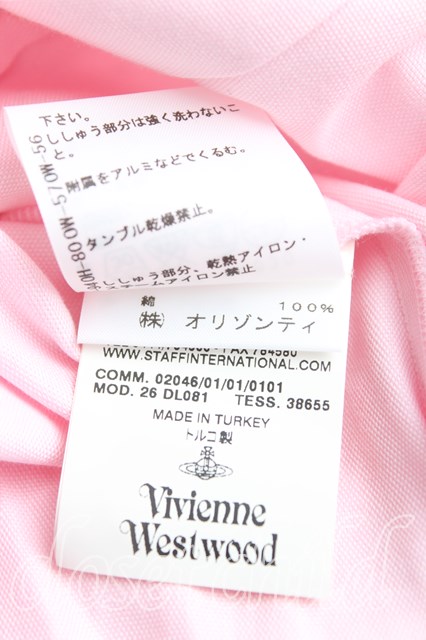 下さい。
ししゅう部分は強く洗わないこ
と。
金属をアルミなどでくるむ。
タンブル乾燥禁止。
ししゅう部分、乾熱アイロン・
スチームアイロン禁止
綿 100%
㈱ オリゾンティ
WWW.STAFFINTERNATIONAL.COM
COMM. 02046/01/01/0101
MOD. 26 DL081 TESS. 38655
MADE IN TURKEY
トルコ製
Vivienne
Westwood